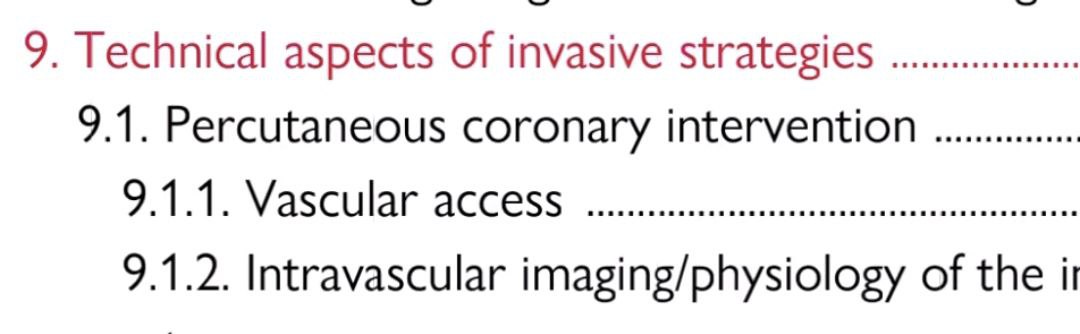 9. Technical aspects of invasive strategies ...................
9.1. Percutaneous coronary intervention ...............
9.1.1. Vascular access .................................................
9.1.2. Intravascular imaging/physiology of the